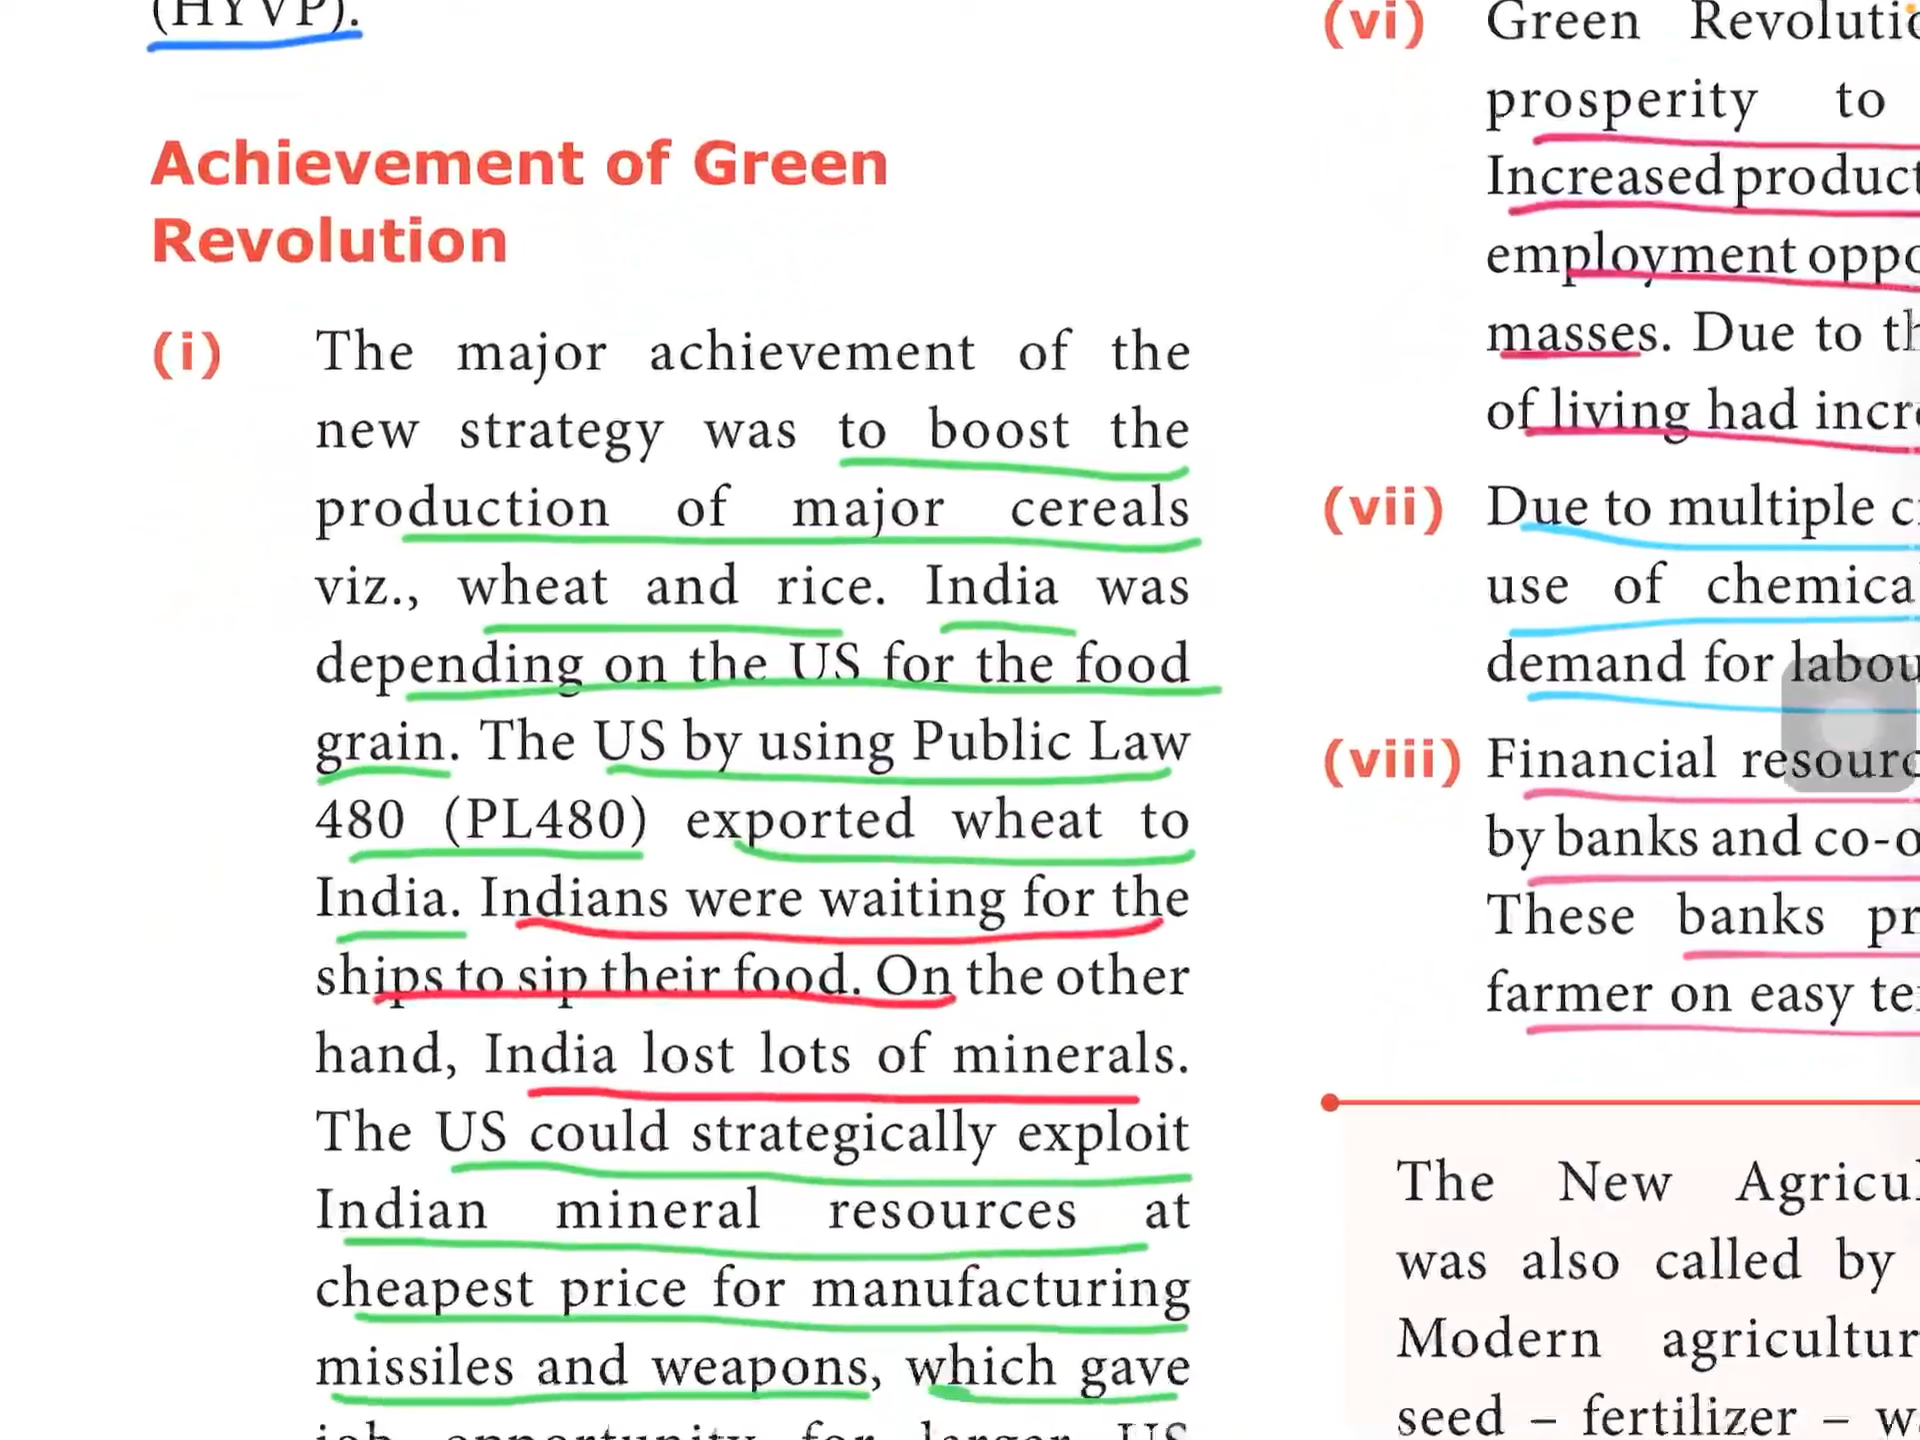 (HYVP).
Achievement of Green
Revolution
(i) The major achievement of the
new strategy was to boost the
production of major cereals
viz., wheat and rice. India was
depending on the US for the food
grain. The US by using Public Law
480 (PL480) exported wheat to
India. Indians were waiting for the
ships to sip their food. On the other
hand, India lost lots of minerals.
The US could strategically exploit
Indian mineral resources at
cheapest price for manufacturing
missiles and weapons, which gave
job opportunity for larger US
(vi) Green
prosperity to
Increased
employment
masses. Due to
of living had
(vii) Due to multiple
use of
demand for
(viii) Financial
by banks and
These banks
farmer on easy
The New
was also called by
Modern
seed – fertilizer –